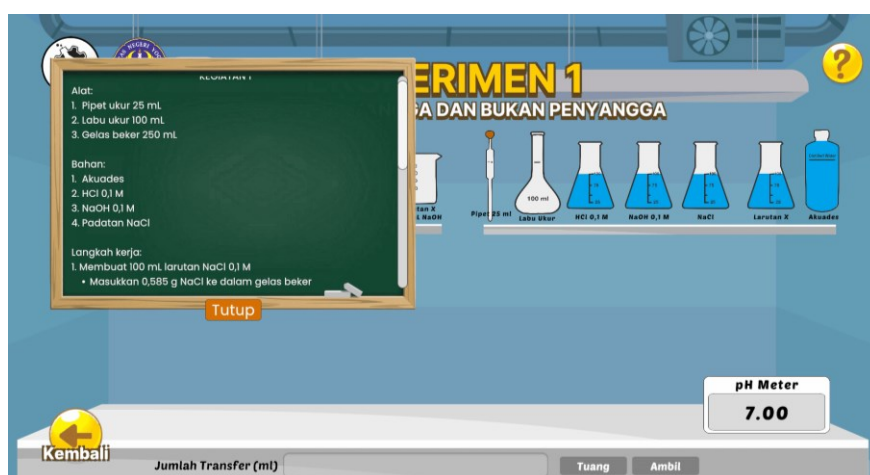 NEGERI YOG
KEGIATAN 1
Alat:
1. Pipet ukur 25 mL
2. Labu ukur 100 mL
3. Gelas beker 250 mL
Bahan:
1. Akuades
2. HCl 0,1 M
3. NaOH 0,1 M
4. Padatan NaCl
Langkah kerja:
1. Membuat 100 mL larutan NaCl 0,1 M
• Masukkan 0,585 g NaCl ke dalam gelas beker
Tutup
ERIMEN 1
GA DAN BUKAN PENYANGGA
?
tan X
L NaOH
Pipet 25 ml
100 ml
Labu Ukur
HCl 0,1 M
NaOH 0,1 M
NaCl
Larutan X
Akuades
pH Meter
7.00
Kembali
Jumlah Transfer (ml)
Tuang
Ambil